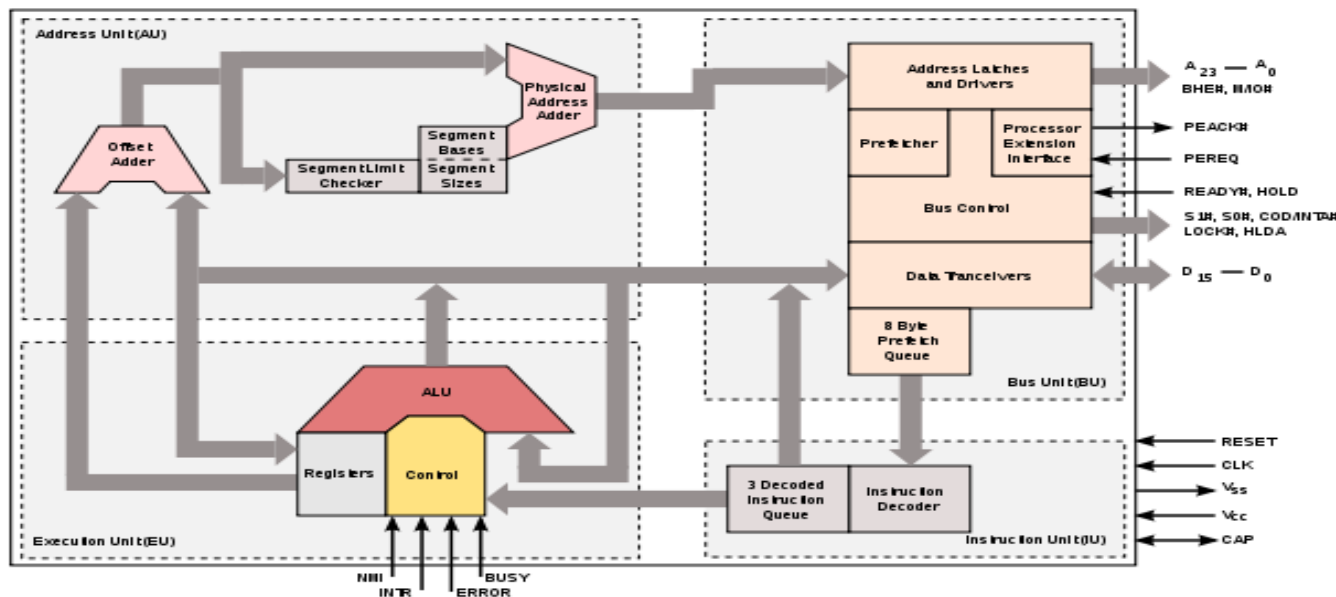 Address Unit(AU)
Offset
Adder
Physical
Address
Adder
Segment
Bases
Segment
Sizes
SegmentLimit
Checker
Address Latches
and Drivers
Prefetcher
Processor
Extension
Interface
Bus Control
Data Tranceivers
8 Byte
Prefetch
Queue
Bus Unit(BU)
A23 — A0
BHE#, M/IO#
PEACK#
PEREQ
READY#, HOLD
S1#, S0#, COD/INTA#
LOCK#, HLDA
D15 — D0
ALU
Registers
Control
Execution Unit(EU)
NMI
INTR
BUSY
ERROR
3 Decoded
Instruction
Queue
Instruction
Decoder
Instruction Unit(IU)
RESET
CLK
Vss
Vcc
CAP